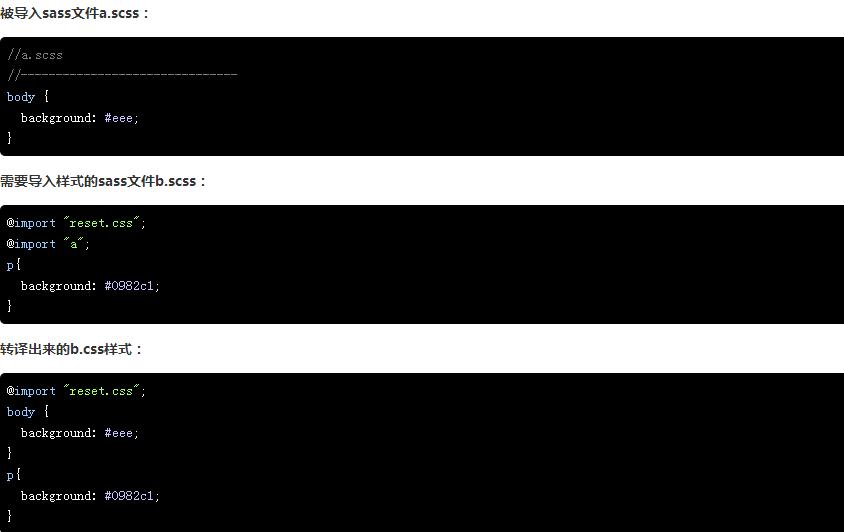 被导入sass文件a.scss：
//a.scss
//-------------------------------
body {
  background: #eee;
}
需要导入样式的sass文件b.scss：
@import "reset.css";
@import "a";
p{
  background: #0982c1;
}
转译出来的b.css样式：
@import "reset.css";
body {
  background: #eee;
}
p{
  background: #0982c1;
}